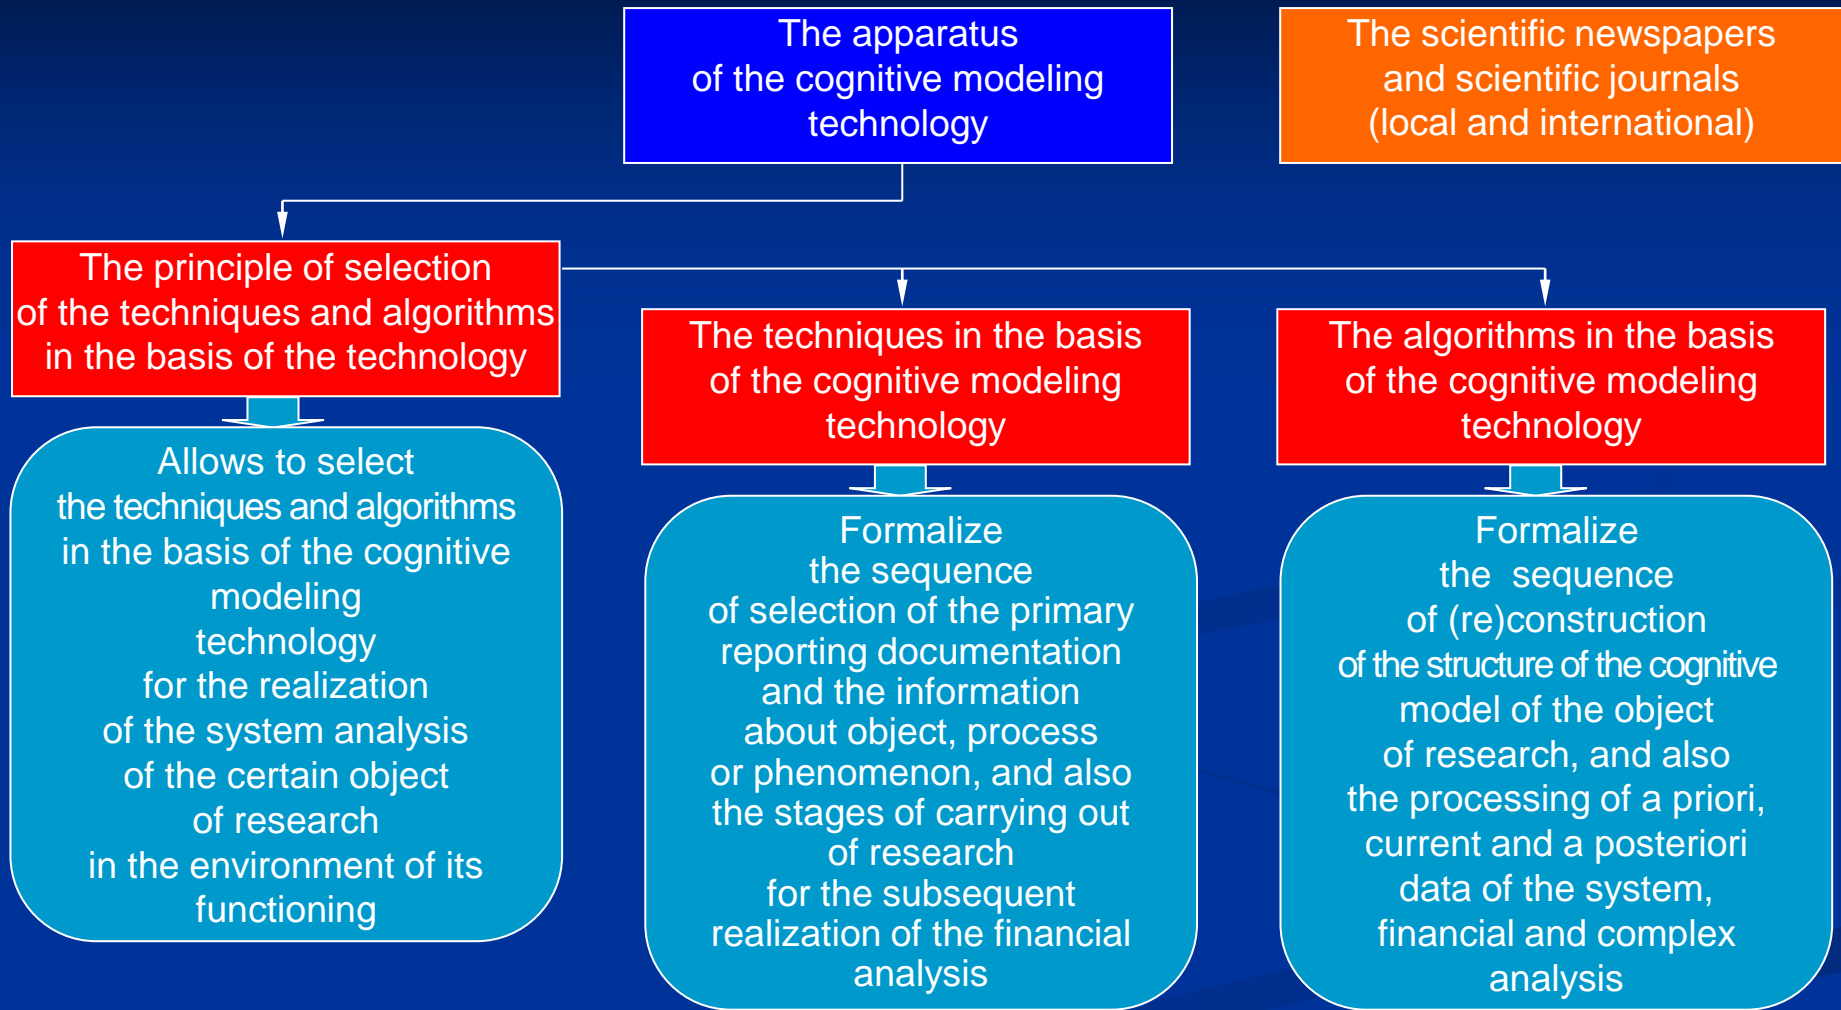 The apparatus
of the cognitive modeling
technology
The scientific newspapers
and scientific journals
(local and international)
The principle of selection
of the techniques and algorithms
in the basis of the technology
The techniques in the basis
of the cognitive modeling
technology
The algorithms in the basis
of the cognitive modeling
technology
Allows to select
the techniques and algorithms
in the basis of the cognitive
modeling
technology
for the realization
of the system analysis
of the certain object
of research
in the environment of its
functioning
Formalize
the sequence
of selection of the primary
reporting documentation
and the information
about object, process
or phenomenon, and also
the stages of carrying out
of research
for the subsequent
realization of the financial
analysis
Formalize
the sequence
of (re)construction
of the structure of the cognitive
model of the object
of research, and also
the processing of a priori,
current and a posteriori
data of the system,
financial and complex
analysis